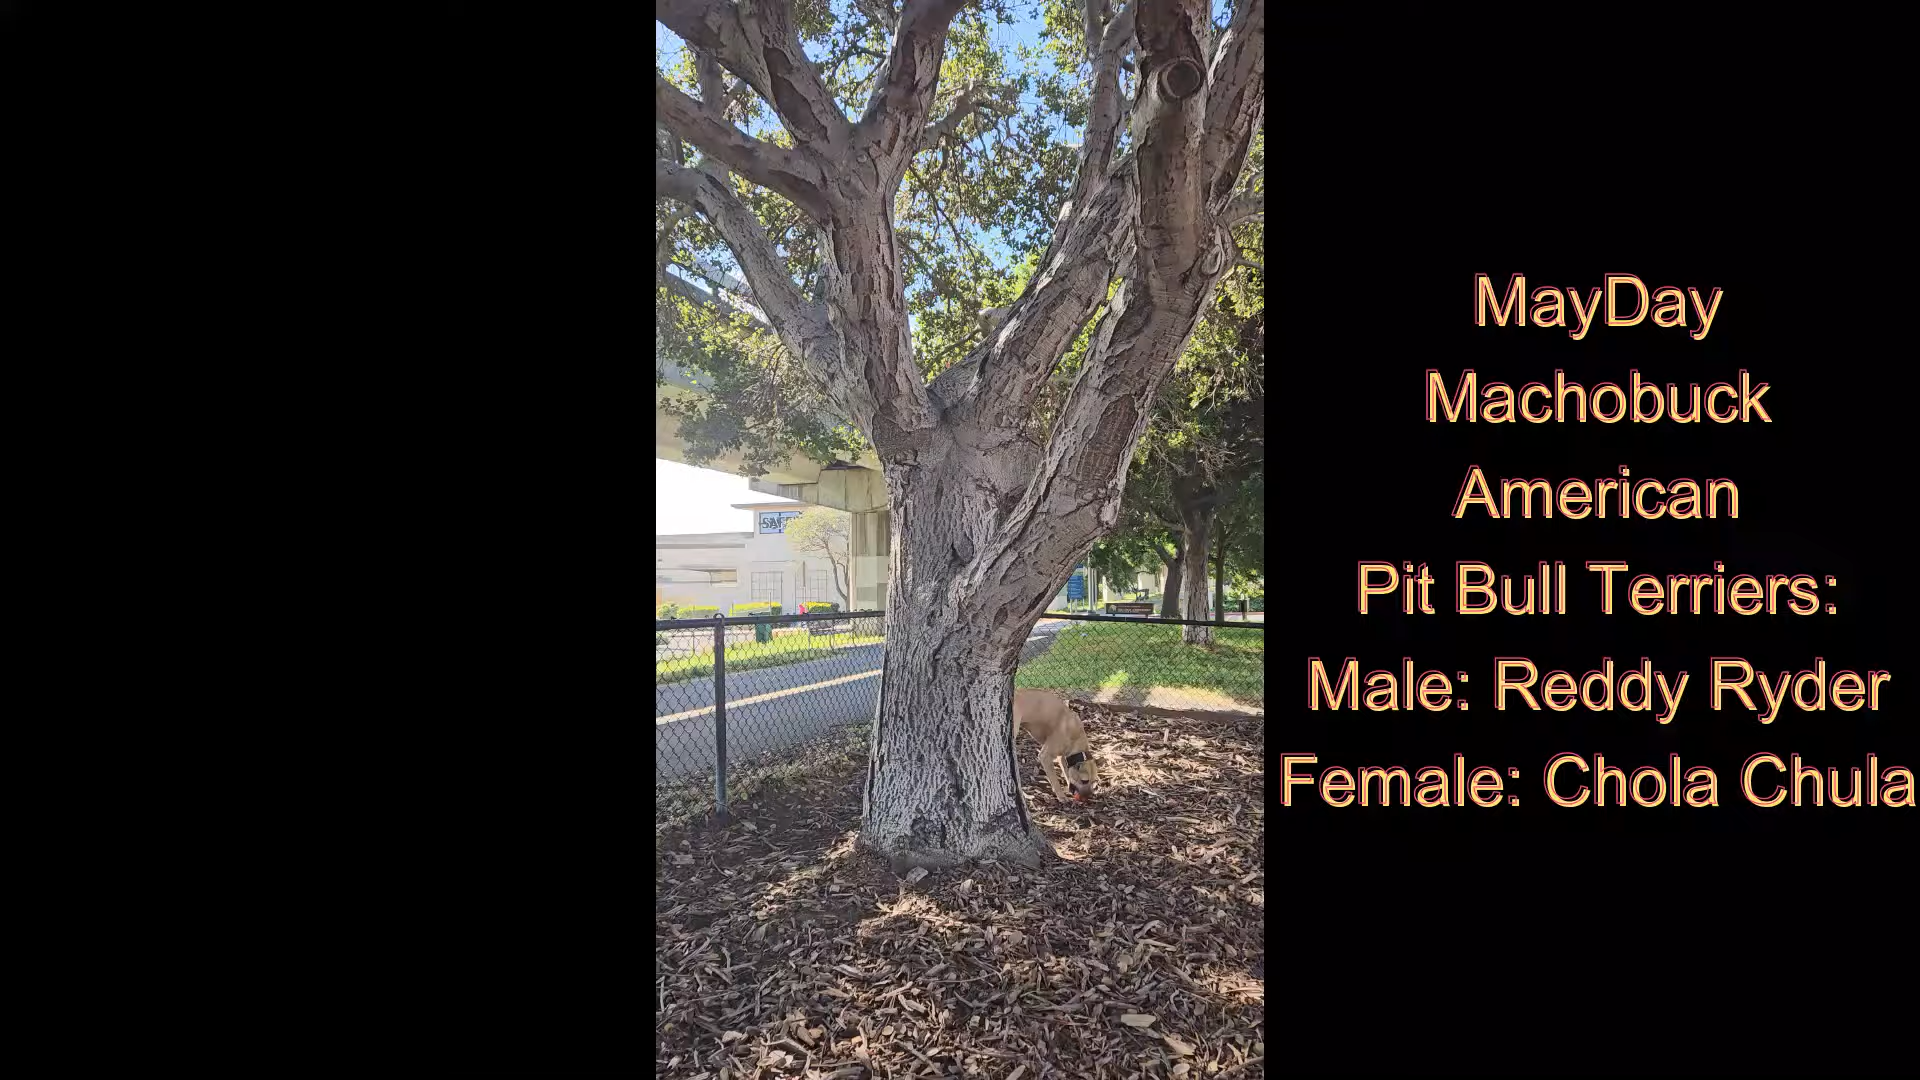 MayDay
Machobuck
American
Pit Bull Terriers:
Male: Reddy Ryder
Female: Chola Chula